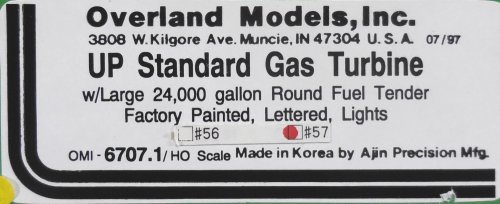 Overland Models, Inc.
3808 W. Kilgore Ave. Muncie, IN 47304 U.S.A. 07/97
UP Standard Gas Turbine
w/Large 24,000 gallon Round Fuel Tender
Factory Painted, Lettered, Lights
#56 #57
OMI - 6707.1/ HO Scale Made in Korea by Ajin Precision Mfg.